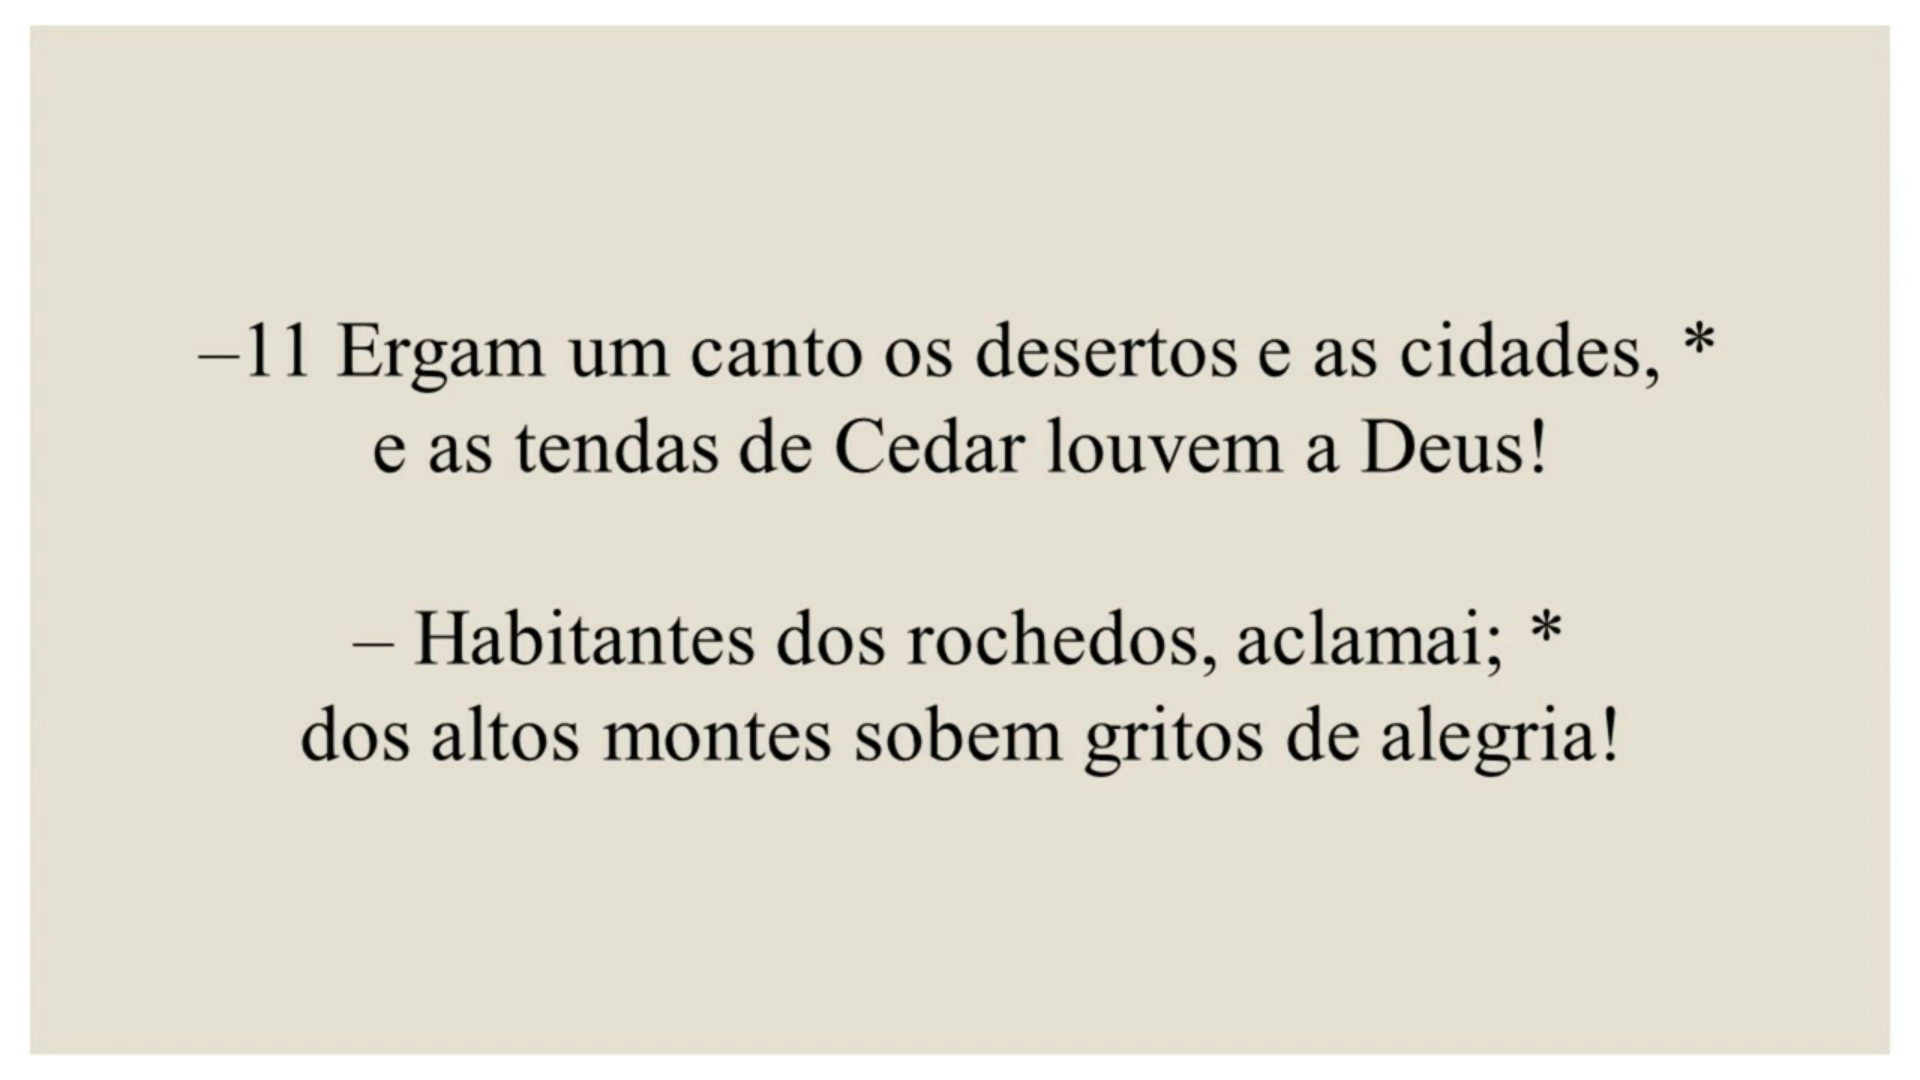 –11 Ergam um canto os desertos e as cidades, *
e as tendas de Cedar louvem a Deus!
– Habitantes dos rochedos, aclamai; *
dos altos montes sobem gritos de alegria!